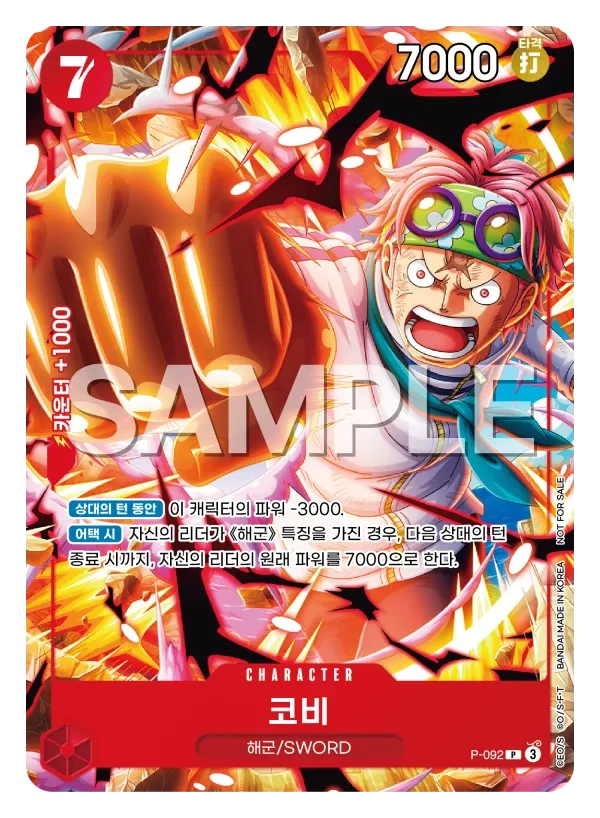 7
7000
타격
打
카운터 +1000
SAMPLE
상대의 턴 동안 이 캐릭터의 파워 -3000.
어택 시 자신의 리더가 《해군》 특징을 가진 경우, 다음 상대의 턴
종료 시까지, 자신의 리더의 원래 파워를 7000으로 한다.
CHARACTER
코비
해군/SWORD
P-092 P 3
©E.O/S ©O/S·F·T BANDAI MADE IN KOREA NOT FOR SALE